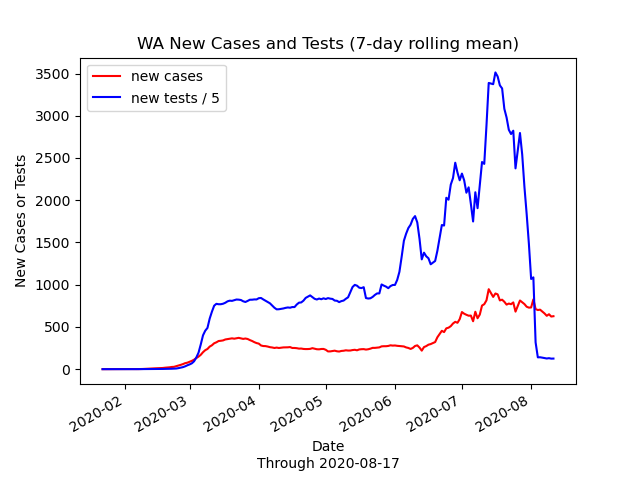 WA New Cases and Tests (7-day rolling mean)
new cases
new tests / 5
New Cases or Tests
3500
3000
2500
2000
1500
1000
500
0
2020-02
2020-03
2020-04
2020-05
2020-06
2020-07
2020-08
Date
Through 2020-08-17